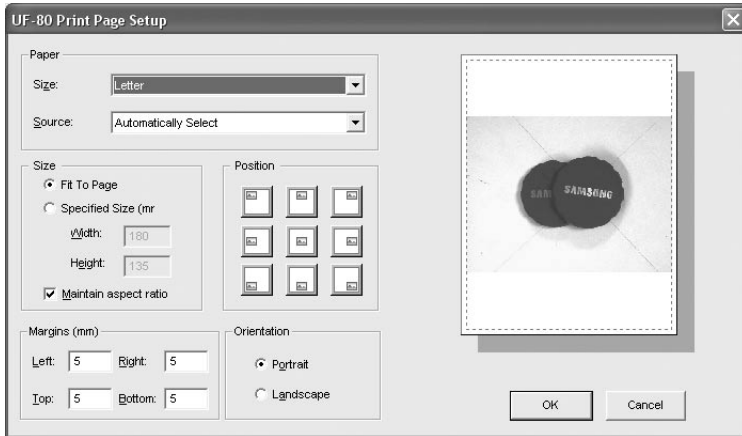 UF-80 Print Page Setup
Paper
Size: Letter
Source: Automatically Select
Size
Fit To Page
Specified Size (mr
Width: 180
Height: 135
Maintain aspect ratio
Position
Margins (mm)
Left: 5 Right: 5
Top: 5 Bottom: 5
Orientation
Portrait
Landscape
SAM
SAMSUNG
OK Cancel